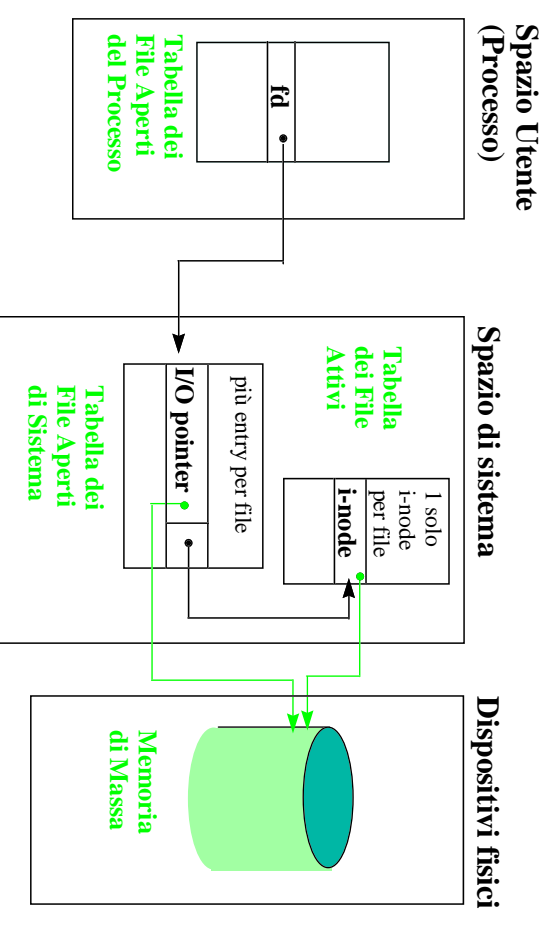 Spazio Utente
(Processo)
fd
Tabella dei
File Aperti
del Processo
Spazio di sistema
Tabella
dei File
Attivi
1 solo
i-node
per file
i-node
più entry per file
I/O pointer
Tabella dei
File Aperti
di Sistema
Dispositivi fisici
Memoria
di Massa